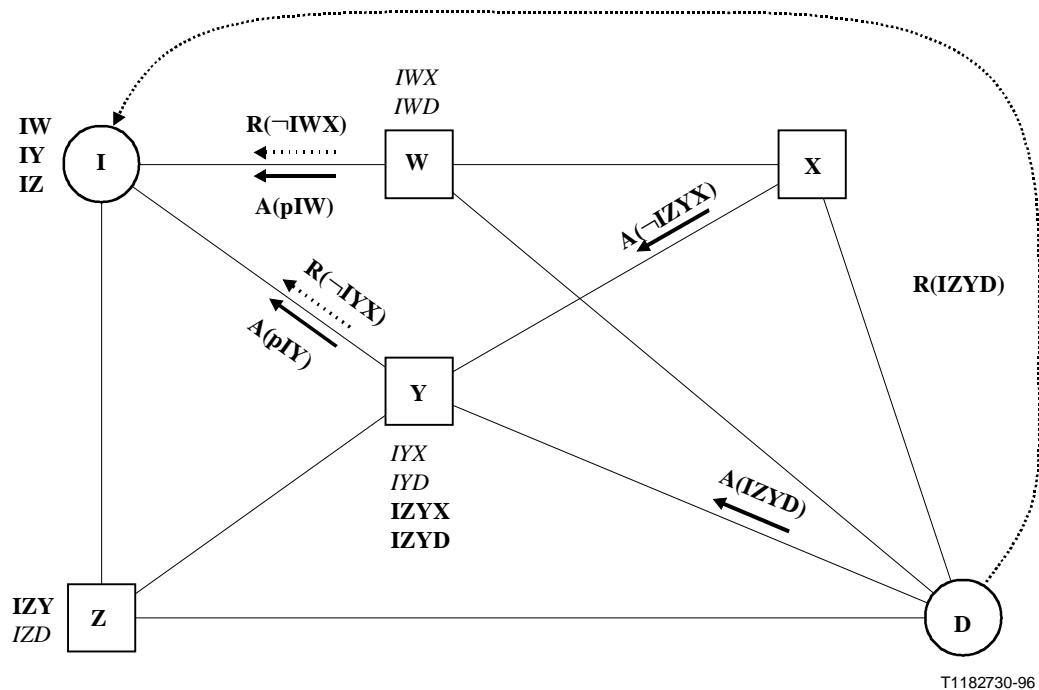 IWX
IWD
IW
IY
IZ
I
R(¬IWX)
A(pIW)
W
X
A(¬IZYX)
R(IZYD)
R(¬IYX)
A(pIY)
Y
IYX
IYD
IZYX
IZYD
A(IZYD)
IZY
IZD
Z
D
T1182730-96